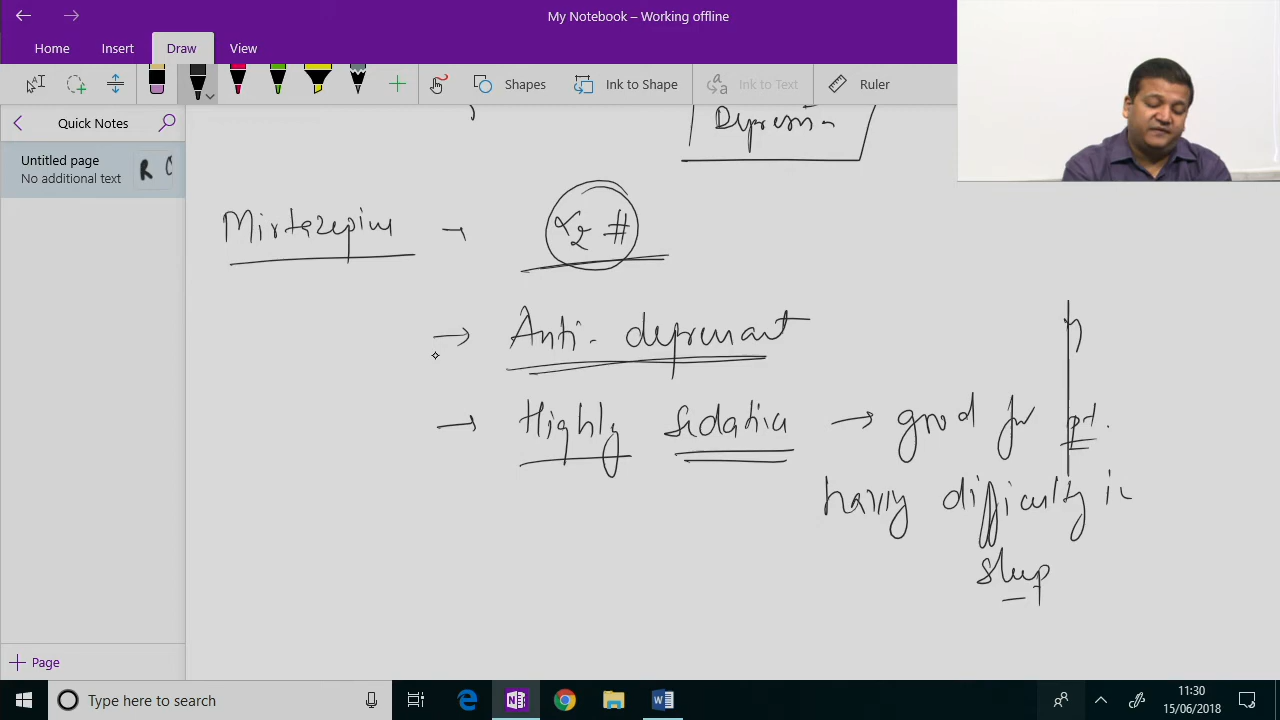 My Notebook – Working offline
Home Insert Draw View
Shapes Ink to Shape Ink to Text Ruler
Quick Notes
Untitled page
No additional text
R C
Depression
Mirtazepine → α2 #
→ Anti-depressant
→ Highly sedative → good for pt.
having difficulty in
sleep
+ Page
Type here to search
11:30
15/06/2018